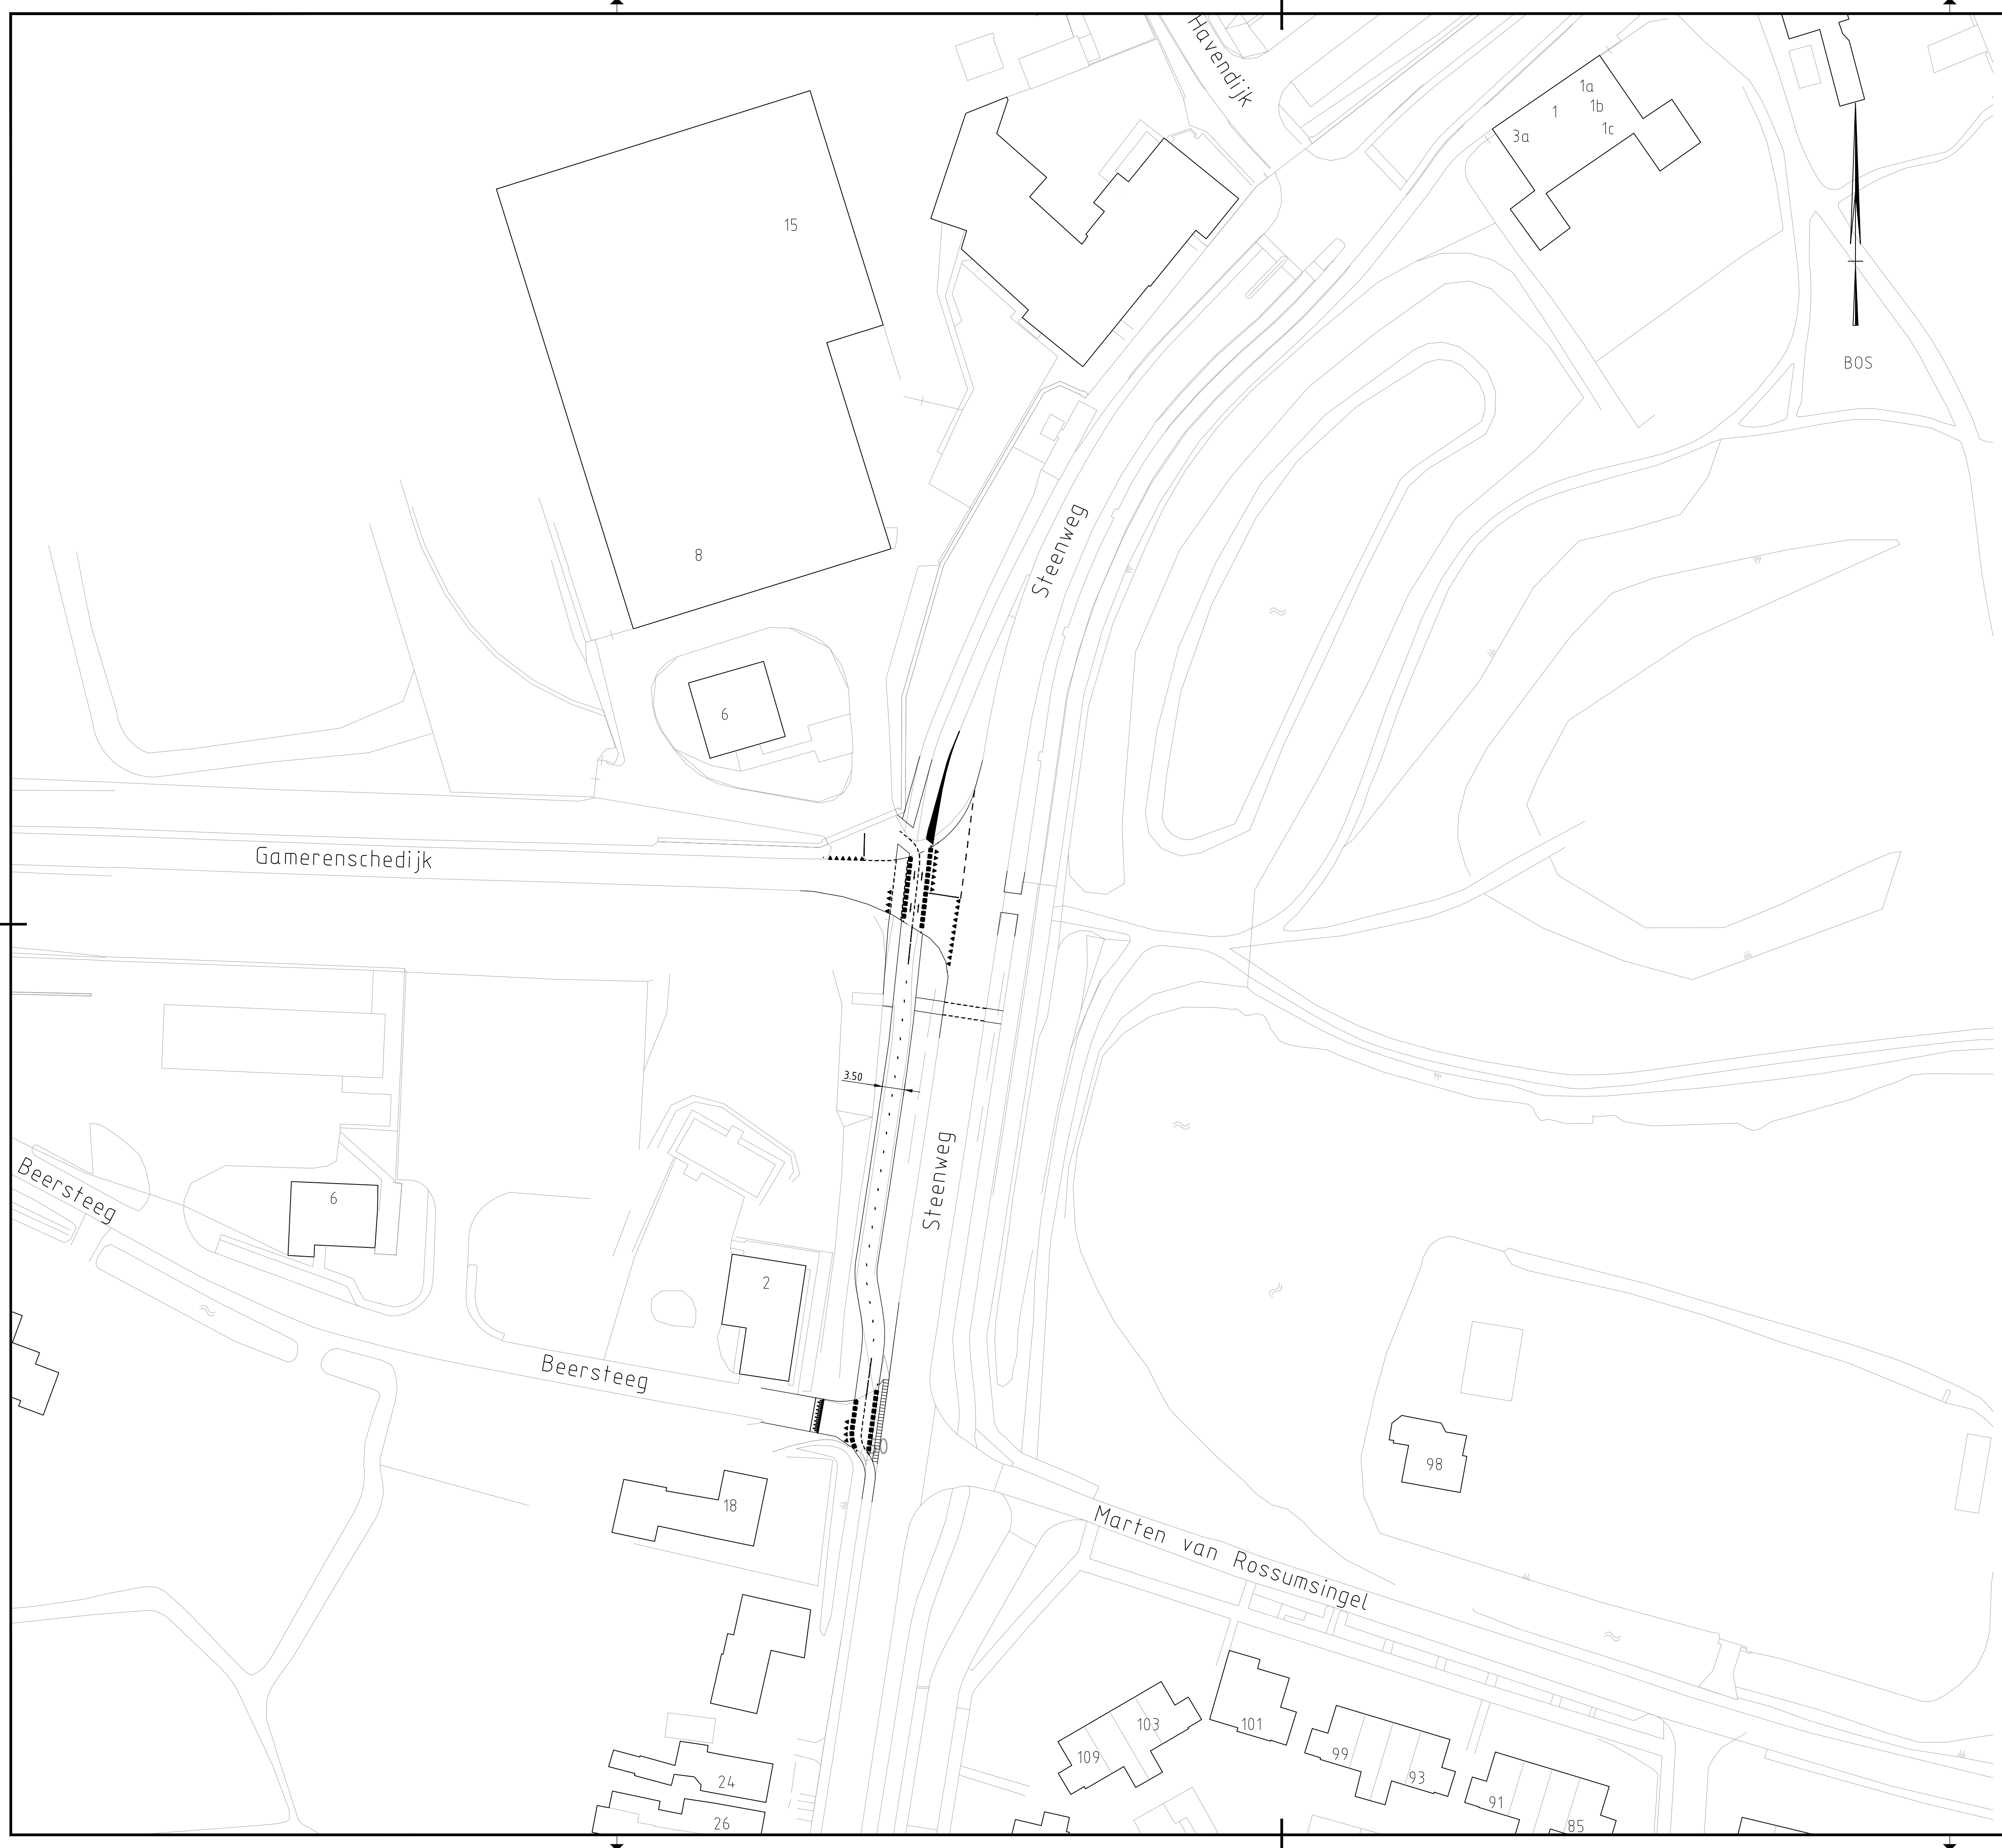 Havendijk
1a
1
1b
1c
3a
15
BOS
8
Steenweg
6
Gamerenschedijk
3.50
Beersteeg
6
Steenweg
2
Beersteeg
98
18
Marten van Rossumsingel
103
101
109
99
93
24
91
26
85